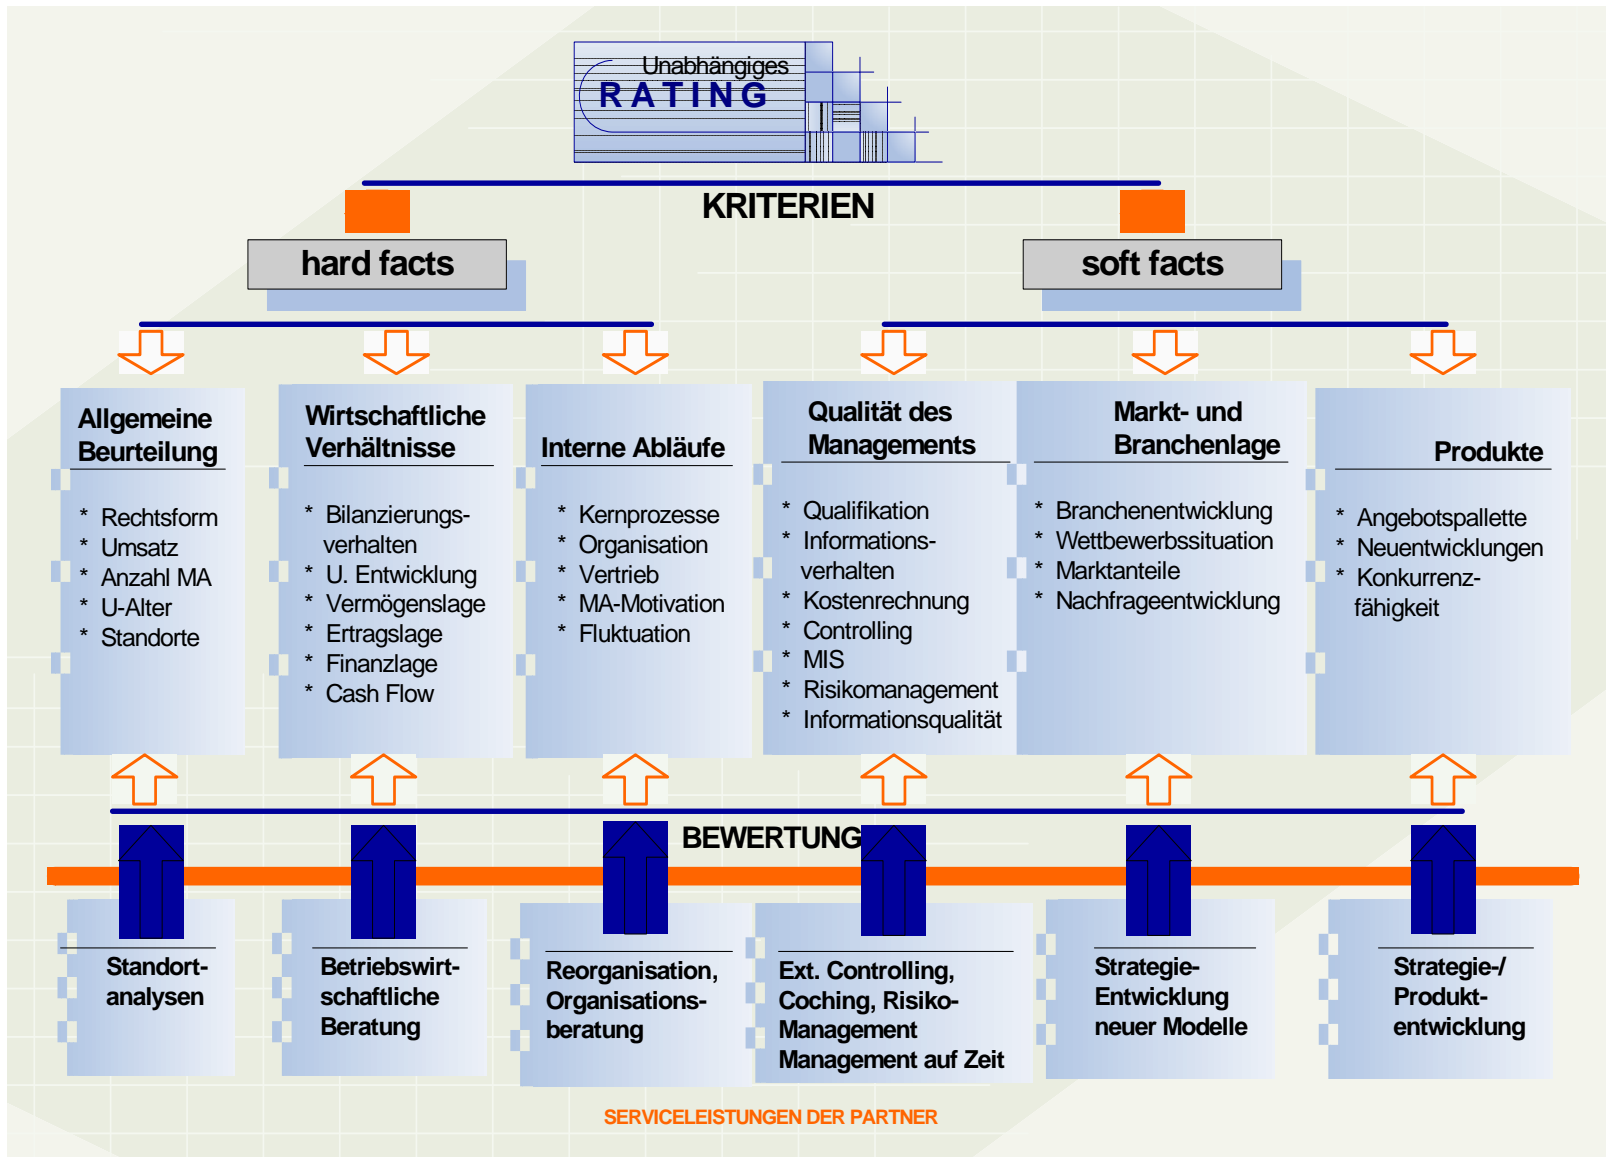 Unabhängiges
RATING
KRITERIEN
hard facts
soft facts
Allgemeine
Beurteilung
* Rechtsform
* Umsatz
* Anzahl MA
* U-Alter
* Standorte
Wirtschaftliche
Verhältnisse
* Bilanzierungs-
verhalten
* U. Entwicklung
* Vermögenslage
* Ertragslage
* Finanzlage
* Cash Flow
Interne Abläufe
* Kernprozesse
* Organisation
* Vertrieb
* MA-Motivation
* Fluktuation
Qualität des
Managements
* Qualifikation
* Informations-
verhalten
* Kostenrechnung
* Controlling
* MIS
* Risikomanagement
* Informationsqualität
Markt- und
Branchenlage
* Branchenentwicklung
* Wettbewerbssituation
* Marktanteile
* Nachfrageentwicklung
Produkte
* Angebotspallette
* Neuentwicklungen
* Konkurrenz-
fähigkeit
BEWERTUNG
Standort-
analysen
Betriebswirt-
schaftliche
Beratung
Reorganisation,
Organisations-
beratung
Ext. Controlling,
Coching, Risiko-
Management
Management auf Zeit
Strategie-
Entwicklung
neuer Modelle
Strategie-/
Produkt-
entwicklung
SERVICELEISTUNGEN DER PARTNER